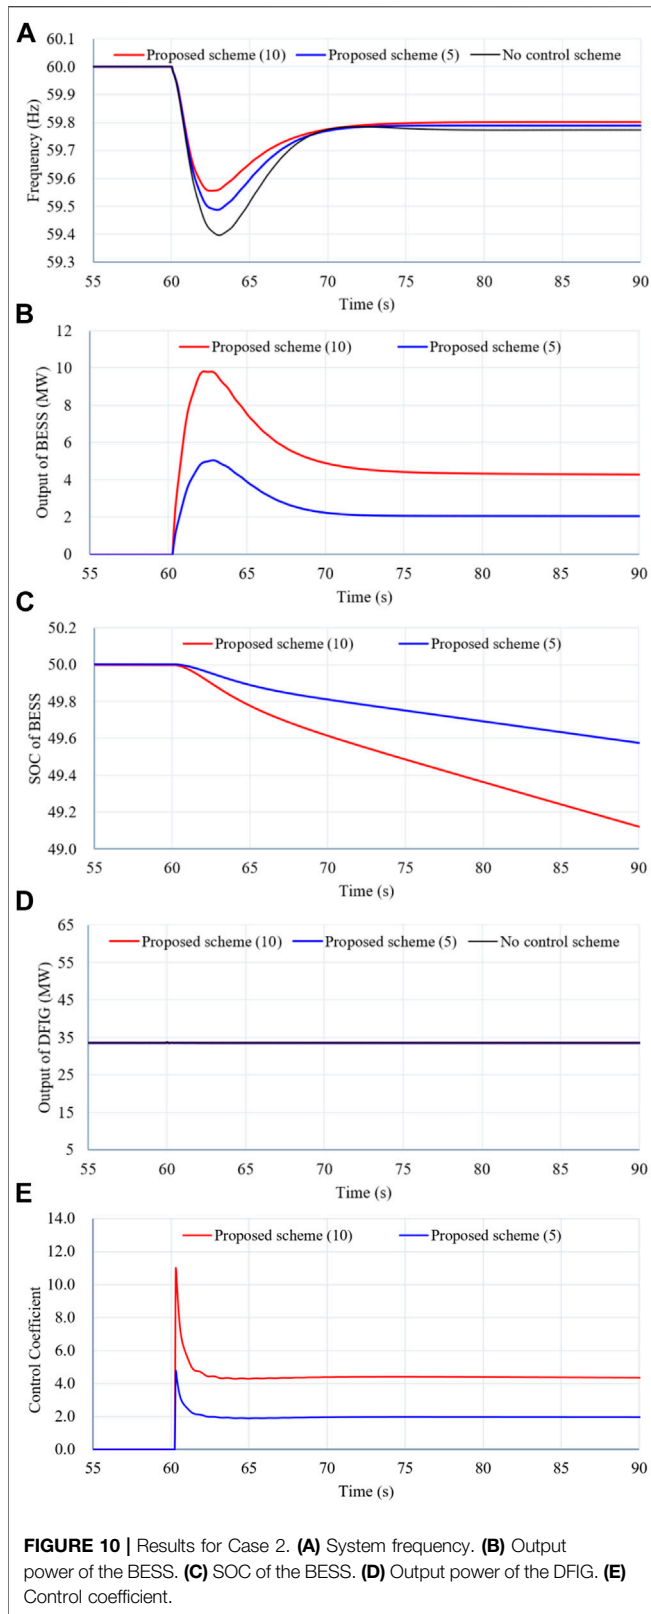 A
60.1
Proposed scheme (10) Proposed scheme (5) No control scheme
60.0
59.9
59.8
59.7
59.6
59.5
59.4
59.3
Frequency (Hz)
55 60 65 70 75 80 85 90
Time (s)
B
12
Proposed scheme (10) Proposed scheme (5)
10
8
6
4
2
0
Output of BESS (MW)
55 60 65 70 75 80 85 90
Time (s)
C
50.2
Proposed scheme (10) Proposed scheme (5)
50.0
49.8
49.6
49.4
49.2
49.0
SOC of BESS
55 60 65 70 75 80 85 90
Time (s)
D
65
Proposed scheme (10) Proposed scheme (5) No control scheme
55
45
35
25
15
5
Output of DFIG (MW)
55 60 65 70 75 80 85 90
Time (s)
E
14.0
Proposed scheme (10) Proposed scheme (5)
12.0
10.0
8.0
6.0
4.0
2.0
0.0
Control Coefficient
55 60 65 70 75 80 85 90
Time (s)
FIGURE 10 | Results for Case 2. (A) System frequency. (B) Output
power of the BESS. (C) SOC of the BESS. (D) Output power of the DFIG. (E)
Control coefficient.